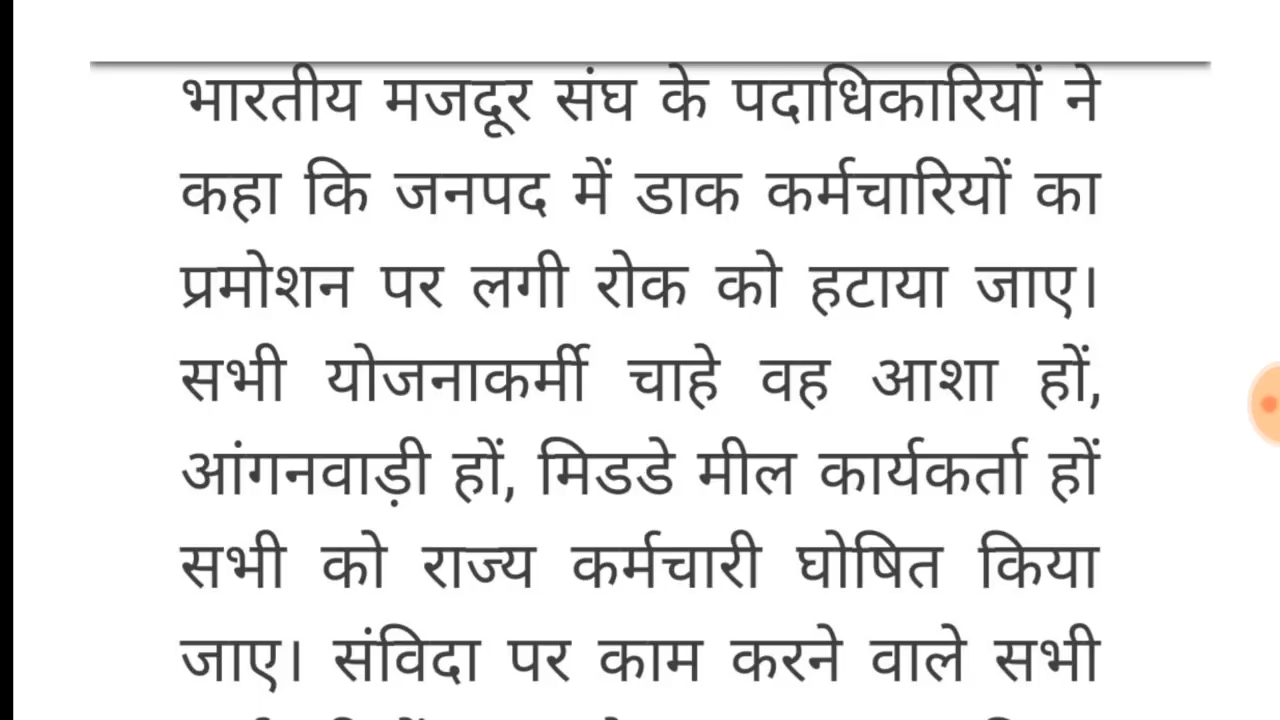 भारतीय मजदूर संघ के पदाधिकारियों ने
कहा कि जनपद में डाक कर्मचारियों का
प्रमोशन पर लगी रोक को हटाया जाए।
सभी योजनाकर्मी चाहे वह आशा हों,
आंगनवाड़ी हों, मिडडे मील कार्यकर्ता हों
सभी को राज्य कर्मचारी घोषित किया
जाए। संविदा पर काम करने वाले सभी